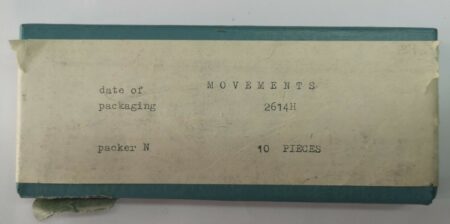 date of MOVEMENTS
packaging 2614H
packer N 10 PIECES